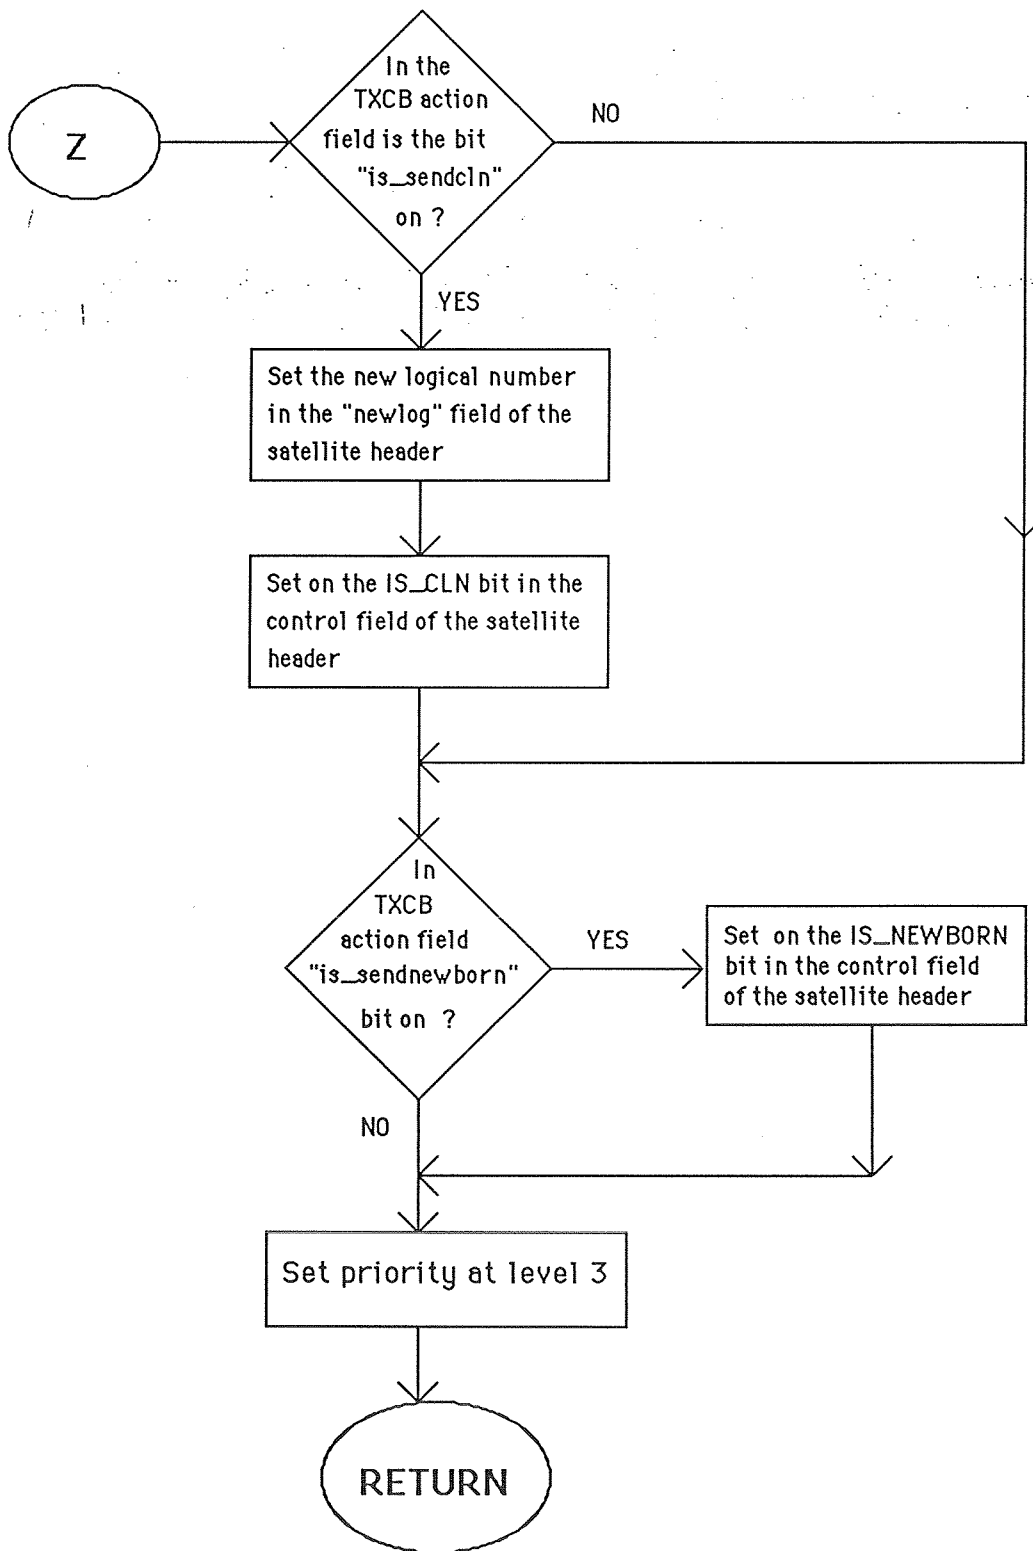 In the
TXCB action
field is the bit
"is_sendcln"
on ?
Z
NO
YES
Set the new logical number
in the "newlog" field of the
satellite header
Set on the IS_CLN bit in the
control field of the satellite
header
In
TXCB
action field
"is_sendnewborn"
bit on ?
YES
Set on the IS_NEWBORN
bit in the control field
of the satellite header
NO
Set priority at level 3
RETURN